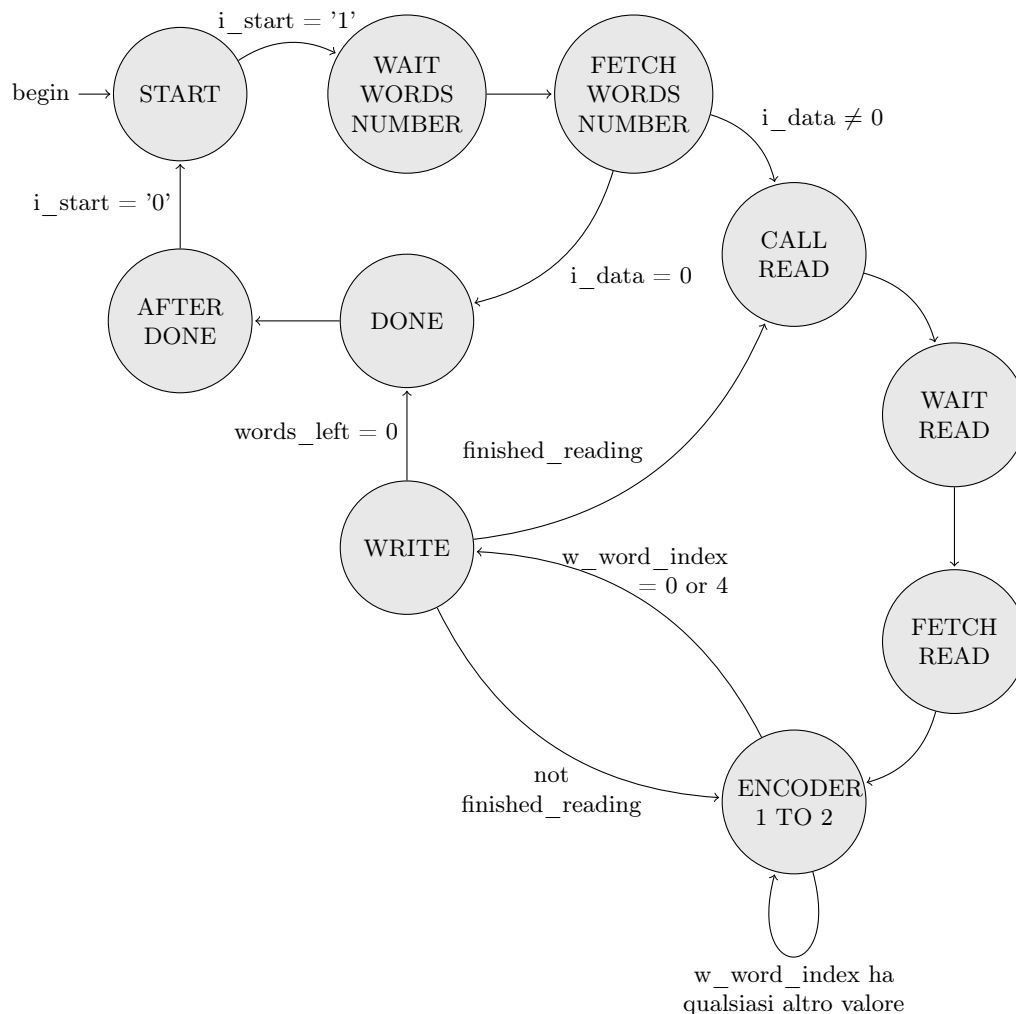 i_start = '1'
begin
START
WAIT
WORDS
NUMBER
FETCH
WORDS
NUMBER
i_data ≠ 0
i_start = '0'
CALL
READ
i_data = 0
AFTER
DONE
DONE
WAIT
READ
words_left = 0
finished_reading
WRITE
w_word_index
= 0 or 4
FETCH
READ
not
finished_reading
ENCODER
1 TO 2
w_word_index ha
qualsiasi altro valore